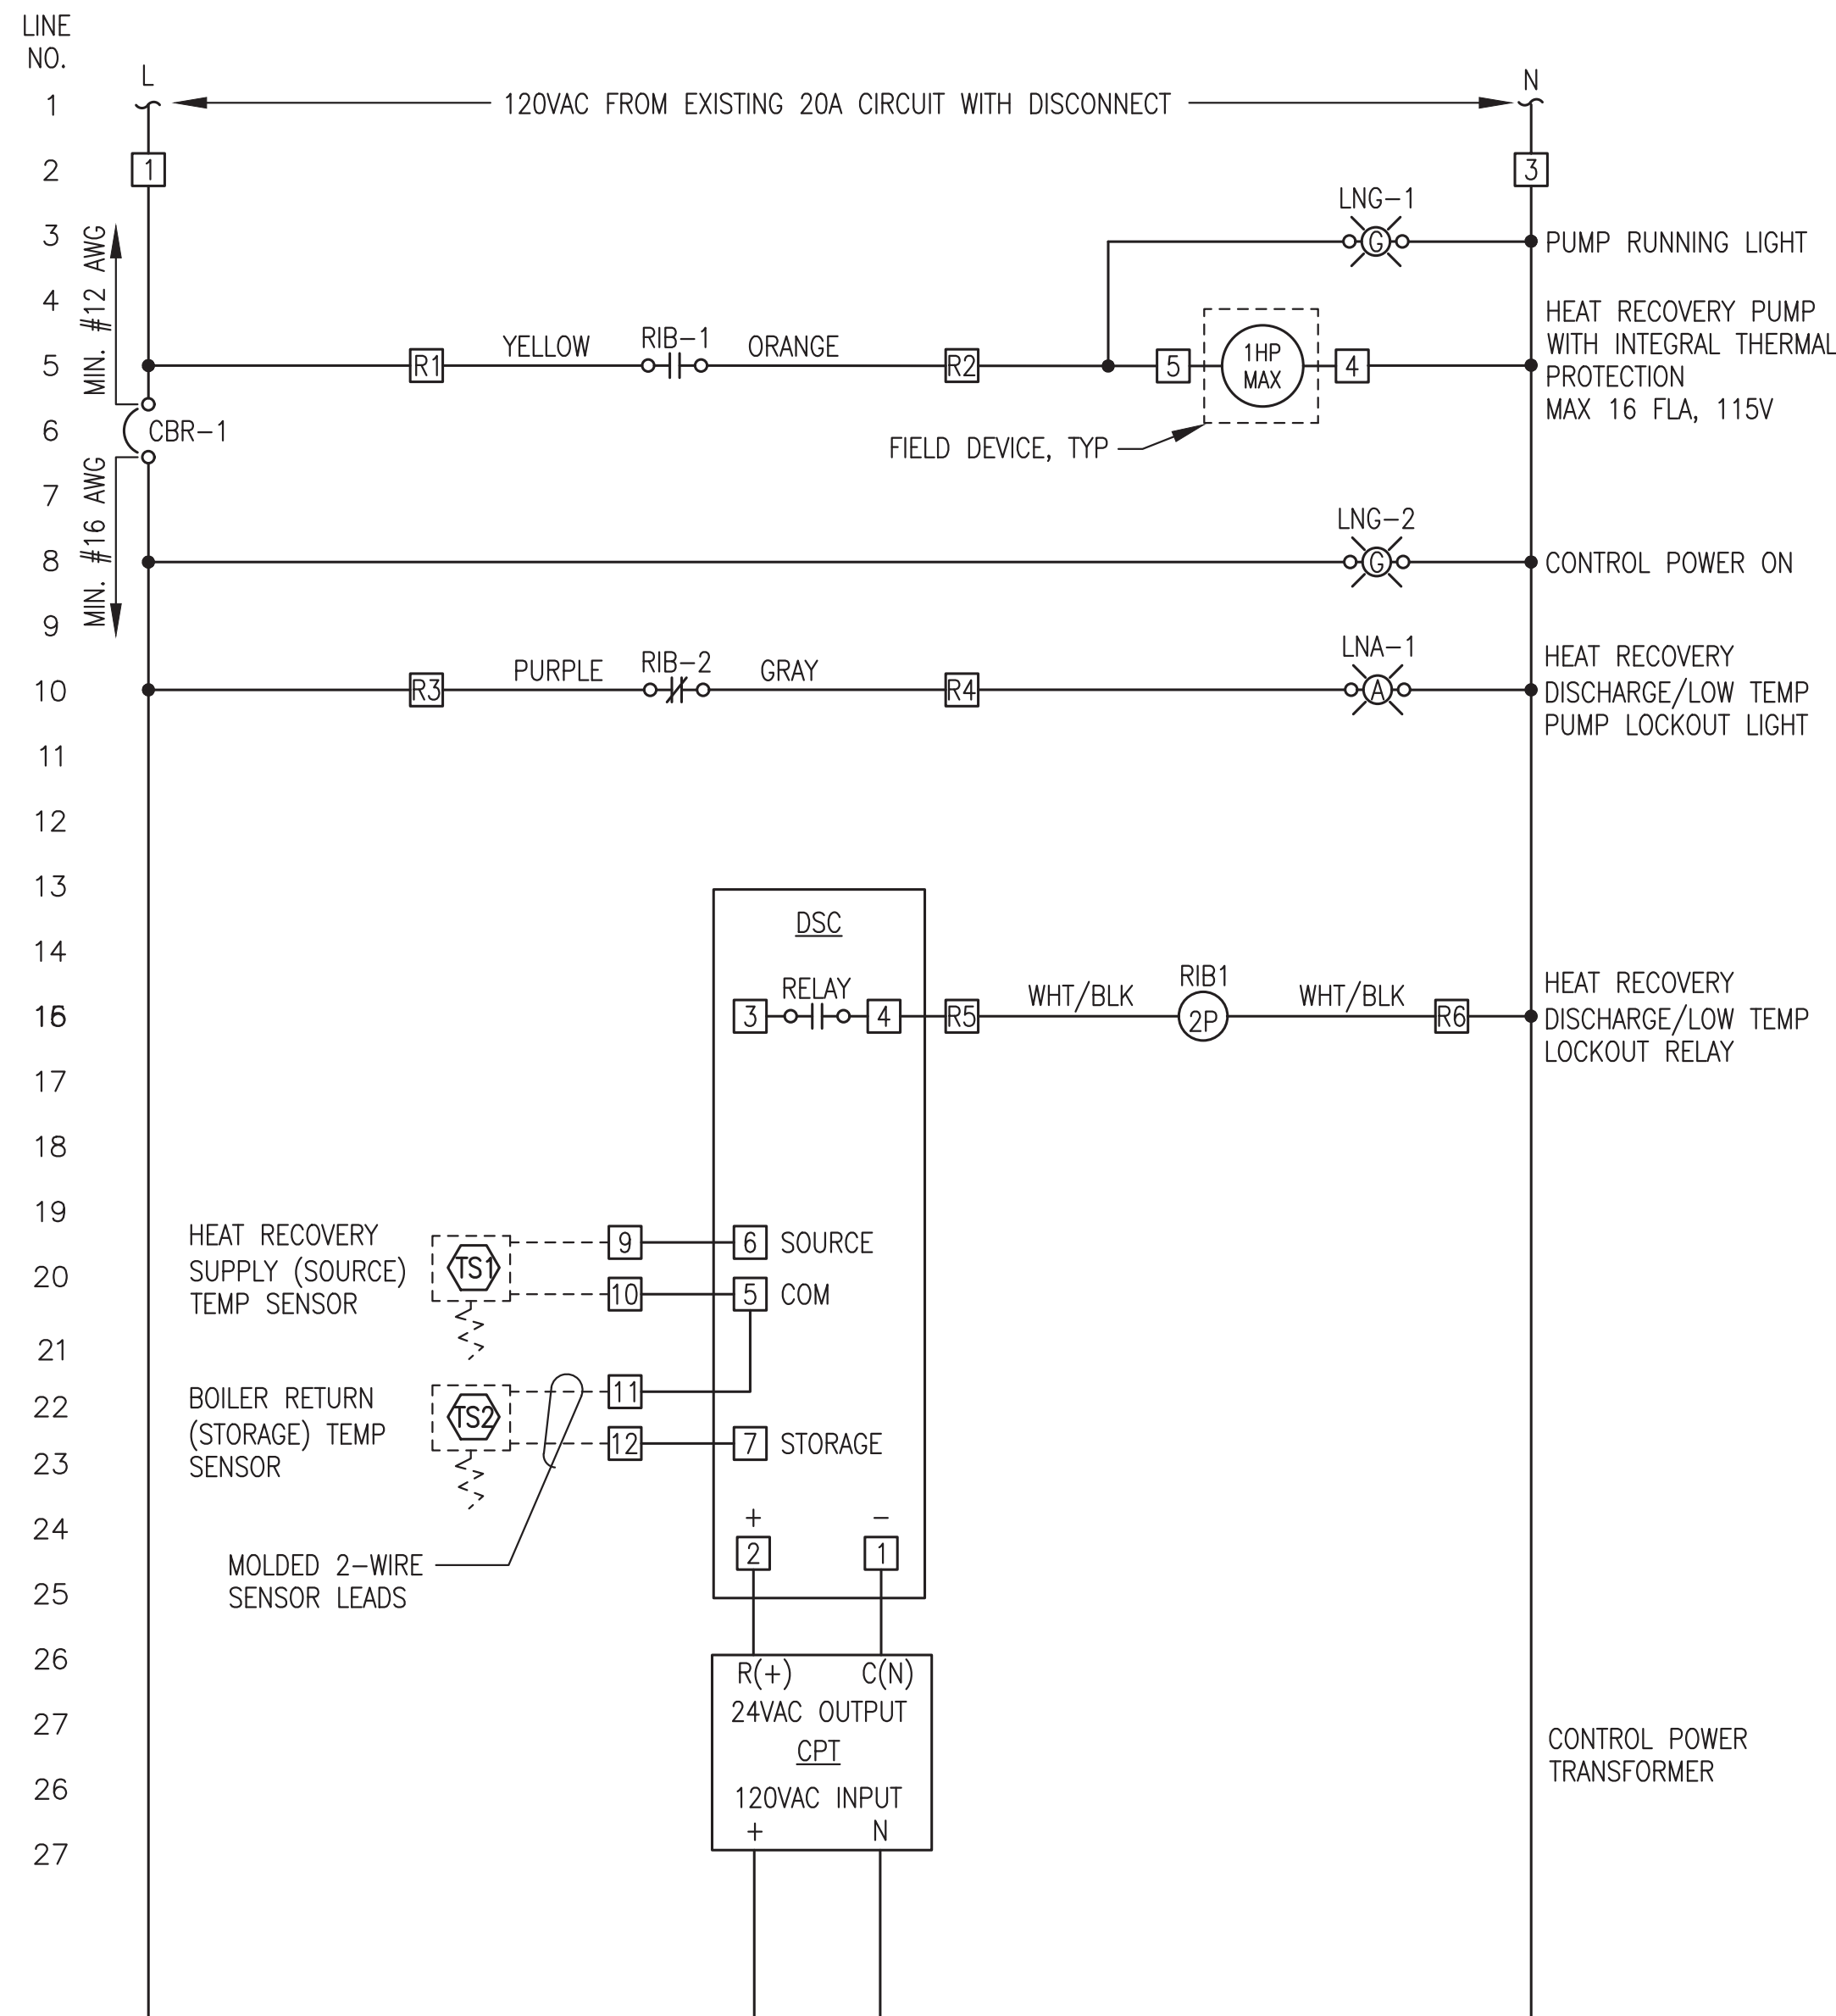 LINE
NO.
L
N
1
120VAC FROM EXISTING 20A CIRCUIT WITH DISCONNECT
2
1
3
LNG-1
3
MIN. #12 AWG
G
PUMP RUNNING LIGHT
4
5
R1
YELLOW
RIB-1
ORANGE
R2
5
1HP
MAX
4
HEAT RECOVERY PUMP
WITH INTEGRAL THERMAL
PROTECTION
MAX 16 FLA, 115V
6
CBR-1
FIELD DEVICE, TYP
7
MIN. #16 AWG
8
LNG-2
G
CONTROL POWER ON
9
10
R3
PURPLE
RIB-2
GRAY
R4
LNA-1
A
HEAT RECOVERY
DISCHARGE/LOW TEMP
PUMP LOCKOUT LIGHT
11
12
13
DSC
14
RELAY
3
4
R5
WHT/BLK
RIB1
2P
WHT/BLK
R6
HEAT RECOVERY
DISCHARGE/LOW TEMP
LOCKOUT RELAY
17
18
19
HEAT RECOVERY
SUPPLY (SOURCE)
TEMP SENSOR
TS1
9
6
SOURCE
20
10
5
COM
21
22
BOILER RETURN
(STORAGE) TEMP
SENSOR
TS2
11
23
12
7
STORAGE
24
+
-
2
1
MOLDED 2-WIRE
SENSOR LEADS
25
26
R(+)
C(N)
27
24VAC OUTPUT
CPT
CONTROL POWER
TRANSFORMER
26
120VAC INPUT
27
+
N